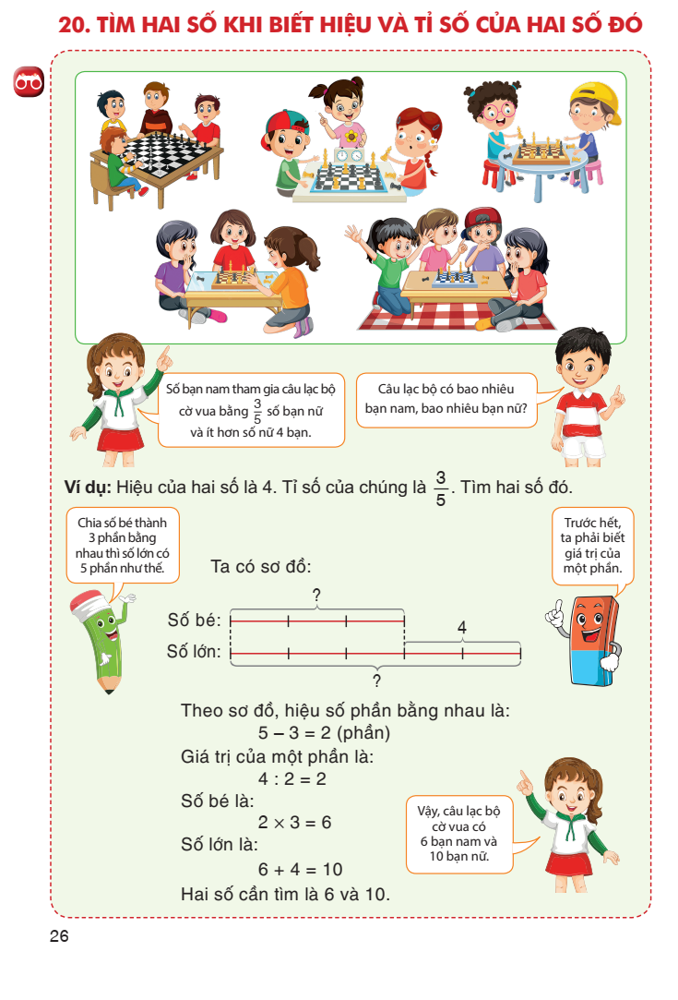 20. TÌM HAI SỐ KHI BIẾT HIỆU VÀ TỈ SỐ CỦA HAI SỐ ĐÓ
Số bạn nam tham gia câu lạc bộ
cờ vua bằng 3/5 số bạn nữ
và ít hơn số nữ 4 bạn.
Câu lạc bộ có bao nhiêu
bạn nam, bao nhiêu bạn nữ?
Ví dụ: Hiệu của hai số là 4. Tỉ số của chúng là 3/5. Tìm hai số đó.
Chia số bé thành
3 phần bằng
nhau thì số lớn có
5 phần như thế.
Trước hết,
ta phải biết
giá trị của
một phần.
Ta có sơ đồ:
?
Số bé:
4
Số lớn:
?
Theo sơ đồ, hiệu số phần bằng nhau là:
5 – 3 = 2 (phần)
Giá trị của một phần là:
4 : 2 = 2
Số bé là:
2 × 3 = 6
Số lớn là:
6 + 4 = 10
Hai số cần tìm là 6 và 10.
Vậy, câu lạc bộ
cờ vua có
6 bạn nam và
10 bạn nữ.
26